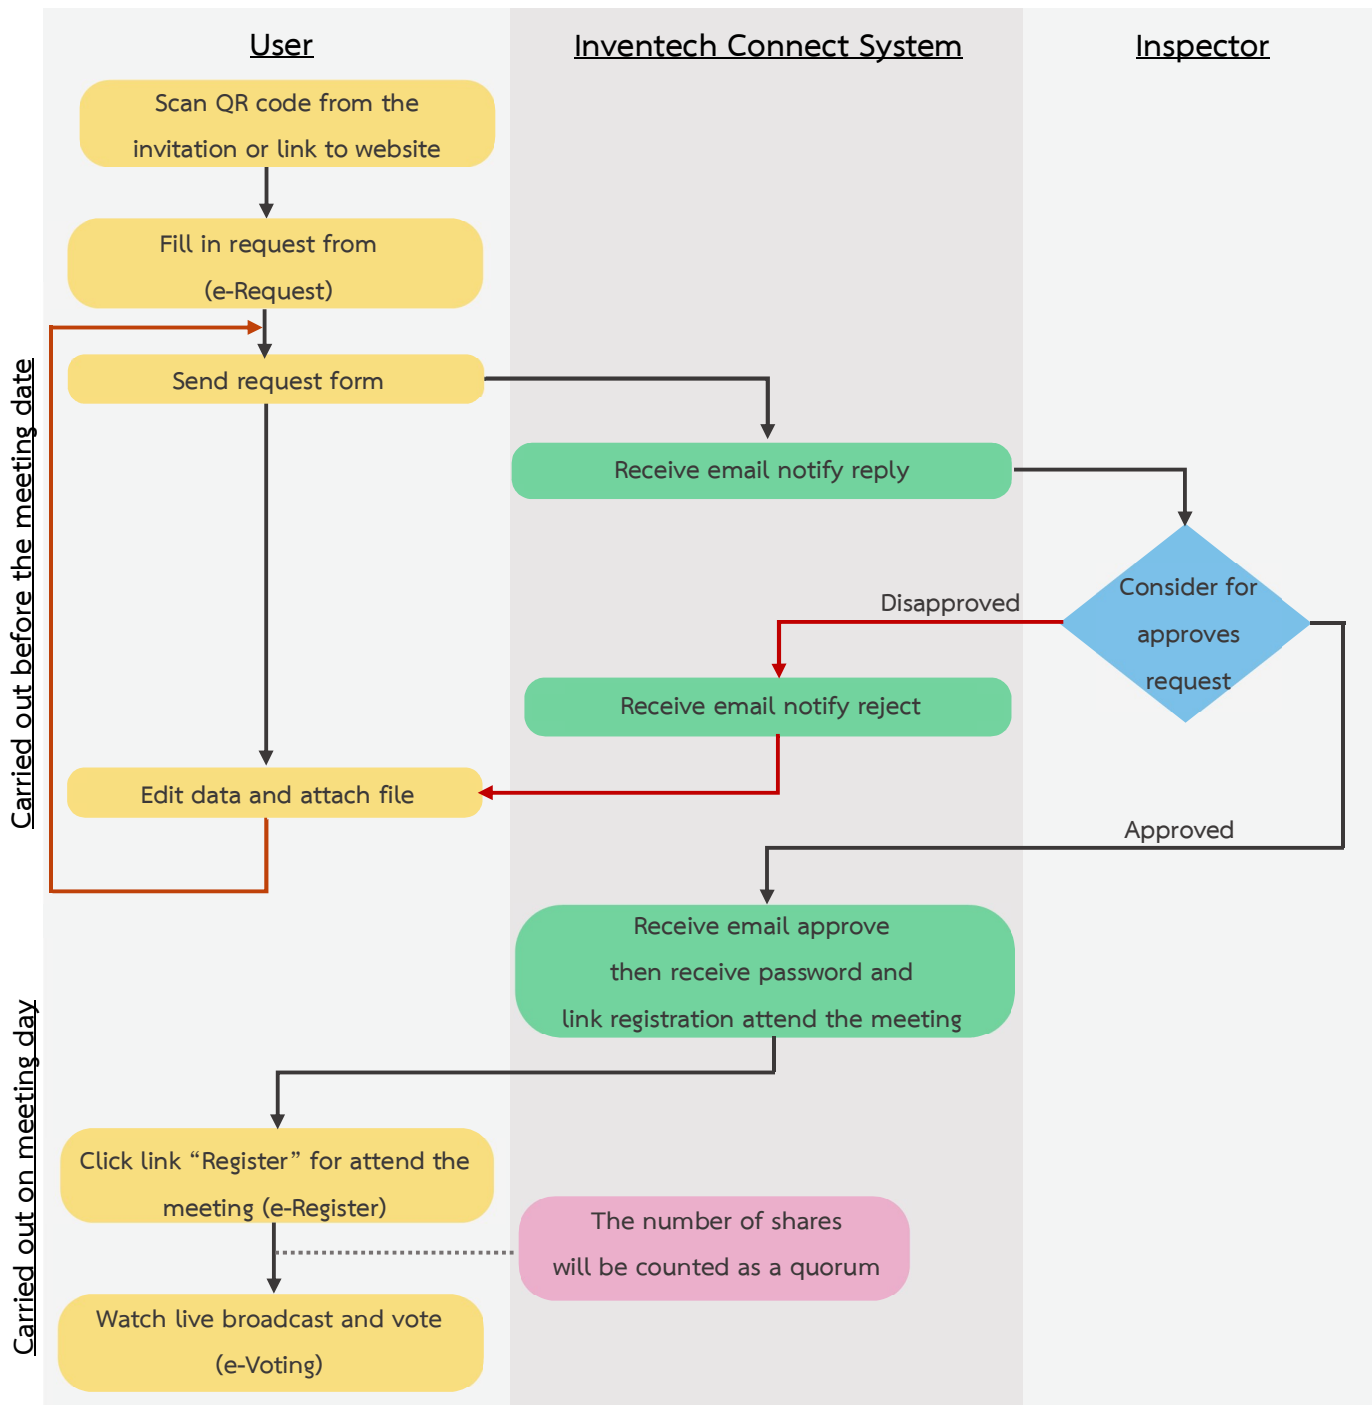 User
Inventech Connect System
Inspector
Scan QR code from the
invitation or link to website
Fill in request from
(e-Request)
Send request form
Receive email notify reply
Consider for
approves
request
Disapproved
Receive email notify reject
Edit data and attach file
Approved
Receive email approve
then receive password and
link registration attend the meeting
Click link “Register” for attend the
meeting (e-Register)
The number of shares
will be counted as a quorum
Watch live broadcast and vote
(e-Voting)
Carried out before the meeting date
Carried out on meeting day